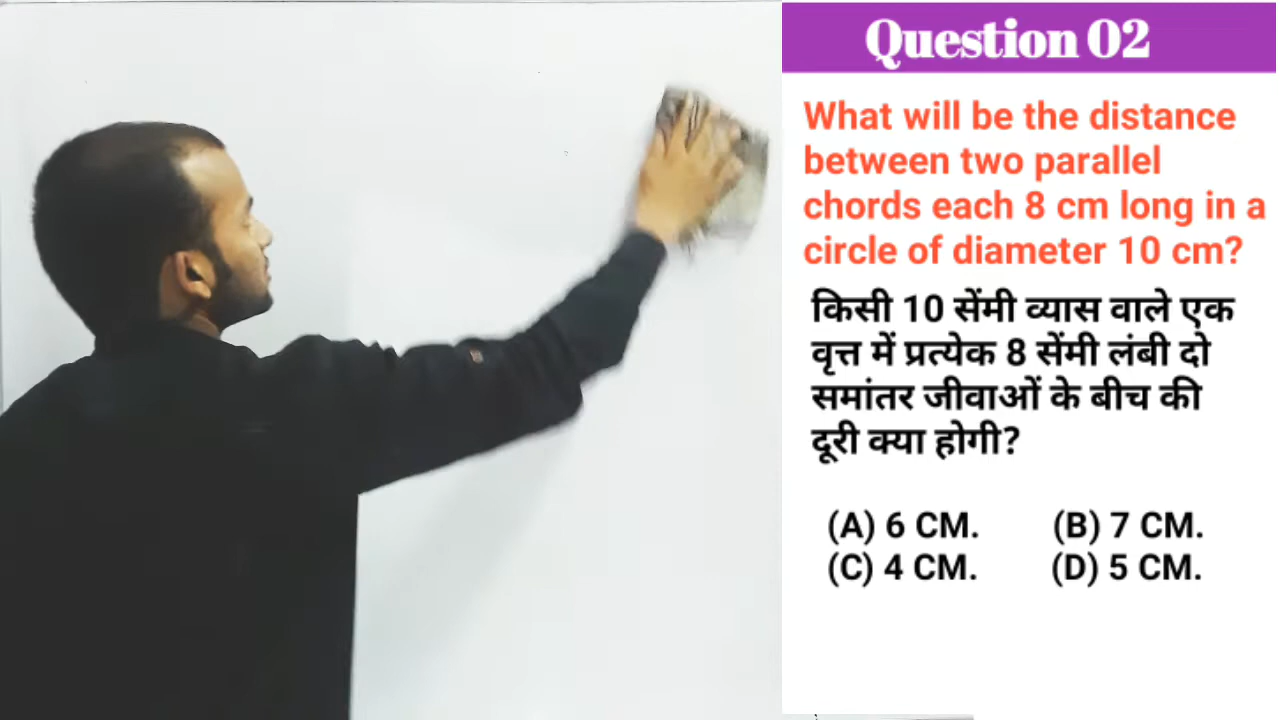 Question 02
What will be the distance
between two parallel
chords each 8 cm long in a
circle of diameter 10 cm?
किसी 10 सेंमी व्यास वाले एक
वृत्त में प्रत्येक 8 सेंमी लंबी दो
समांतर जीवाओं के बीच की
दूरी क्या होगी?
(A) 6 CM. (B) 7 CM.
(C) 4 CM. (D) 5 CM.